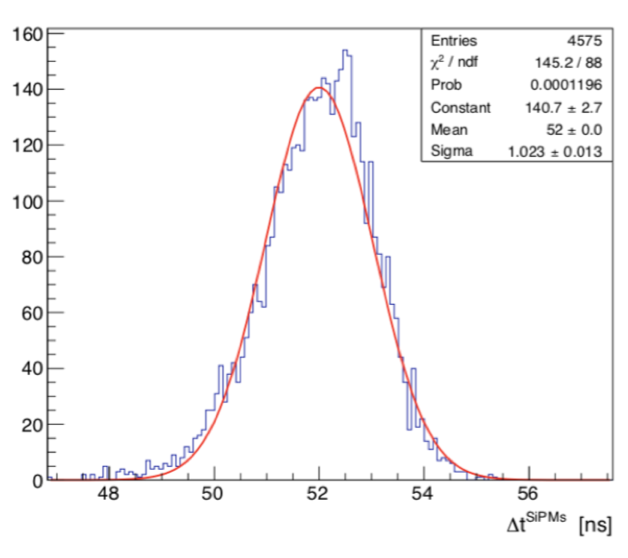 160
140
120
100
80
60
40
20
0
Entries 4575
χ² / ndf 145.2 / 88
Prob 0.0001196
Constant 140.7 ± 2.7
Mean 52 ± 0.0
Sigma 1.023 ± 0.013
48 50 52 54 56
Δt^SiPMs [ns]